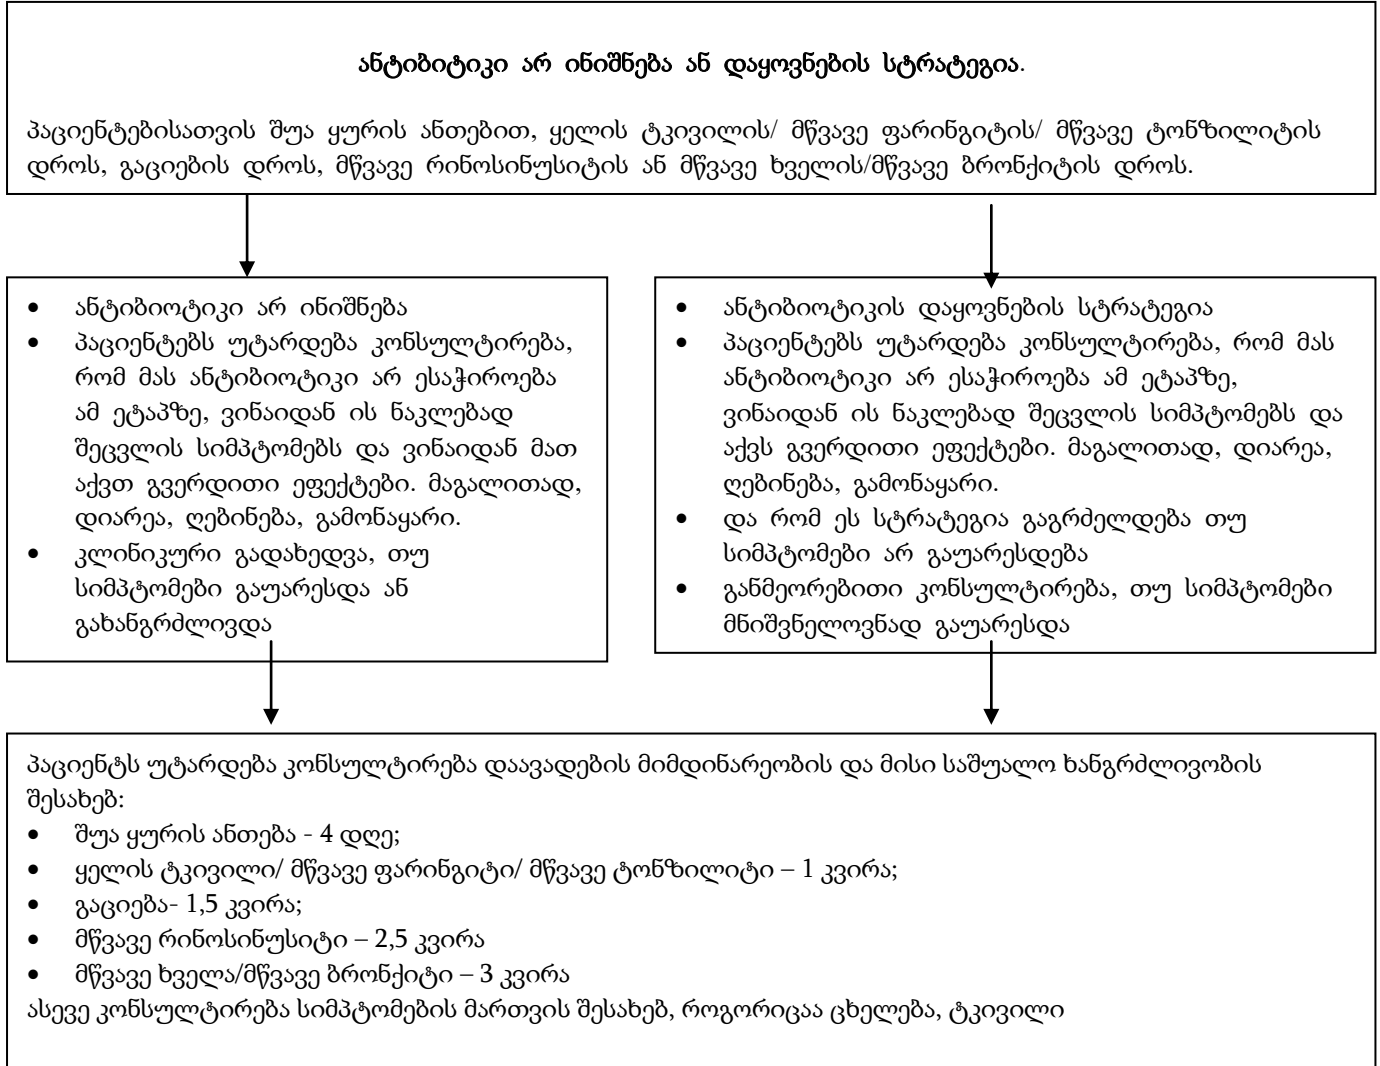 ანტიბიტიკი არ ინიშნება ან დაყოვნების სტრატეგია.
პაციენტებისათვის შუა ყურის ანთებით, ყელის ტკივილის/ მწვავე ფარინგიტის/ მწვავე ტონზილიტის
დროს, გაციების დროს, მწვავე რინოსინუსიტის ან მწვავე ხველის/მწვავე ბრონქიტის დროს.
• ანტიბიოტიკი არ ინიშნება
• პაციენტებს უტარდება კონსულტირება,
რომ მას ანტიბიოტიკი არ ესაჭიროება
ამ ეტაპზე, ვინაიდან ის ნაკლებად
შეცვლის სიმპტომებს და ვინაიდან მათ
აქვთ გვერდითი ეფექტები. მაგალითად,
დიარეა, ღებინება, გამონაყარი.
• კლინიკური გადახედვა, თუ
სიმპტომები გაუარესდა ან
გახანგრძლივდა
• ანტიბიოტიკის დაყოვნების სტრატეგია
• პაციენტებს უტარდება კონსულტირება, რომ მას
ანტიბიოტიკი არ ესაჭიროება ამ ეტაპზე,
ვინაიდან ის ნაკლებად შეცვლის სიმპტომებს და
აქვს გვერდითი ეფექტები. მაგალითად, დიარეა,
ღებინება, გამონაყარი.
• და რომ ეს სტრატეგია გაგრძელდება თუ
სიმპტომები არ გაუარესდება
• განმეორებითი კონსულტირება, თუ სიმპტომები
მნიშვნელოვნად გაუარესდა
პაციენტს უტარდება კონსულტირება დაავადების მიმდინარეობის და მისი საშუალო ხანგრძლივობის
შესახებ:
• შუა ყურის ანთება - 4 დღე;
• ყელის ტკივილი/ მწვავე ფარინგიტი/ მწვავე ტონზილიტი – 1 კვირა;
• გაციება- 1,5 კვირა;
• მწვავე რინოსინუსიტი – 2,5 კვირა
• მწვავე ხველა/მწვავე ბრონქიტი – 3 კვირა
ასევე კონსულტირება სიმპტომების მართვის შესახებ, როგორიცაა ცხელება, ტკივილი